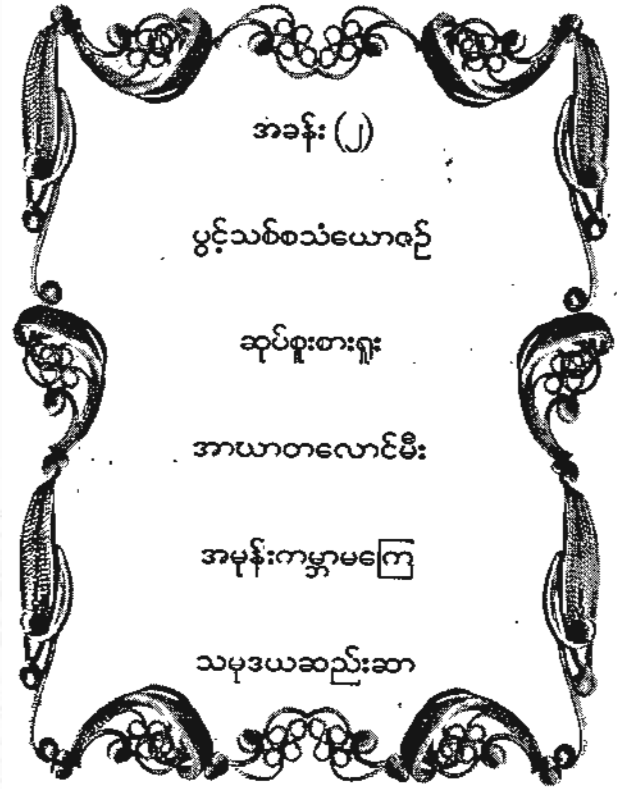 အခန်း (၂)
ပွင့်သစ်စသံယောဇဉ်
ဆုပ်စူးစားရူး
အာဃာတလောင်မီး
အမုန်းကမ္ဘာမကြေ
သမုဒယဆည်းဆာ